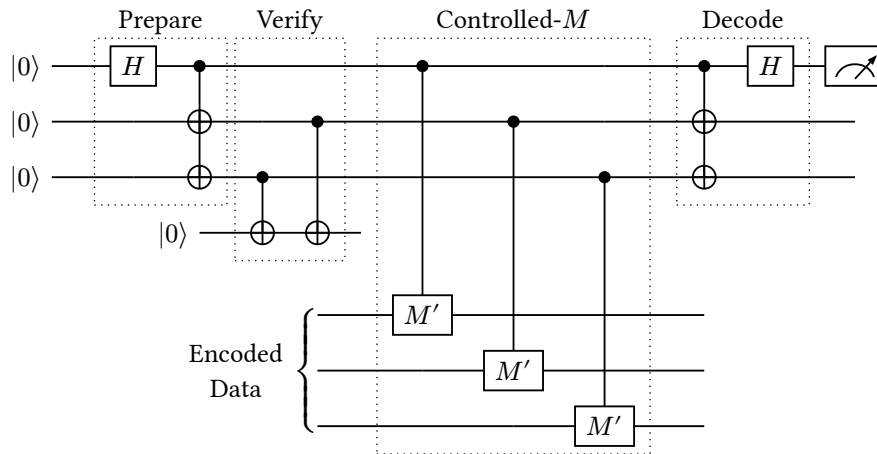 Prepare Verify Controlled-M Decode
|0⟩ H H
|0⟩
|0⟩
|0⟩
M′
Encoded
Data
M′
M′